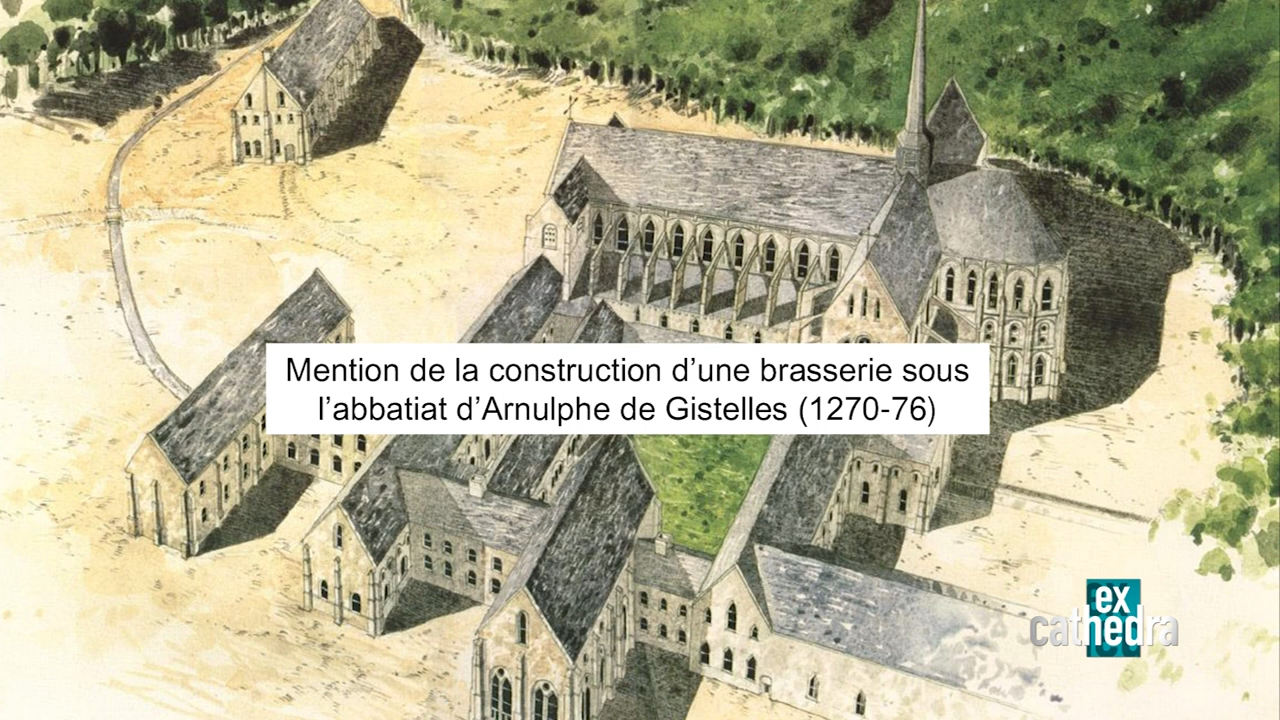 Mention de la construction d’une brasserie sous
l’abbatiat d’Arnulphe de Gistelles (1270-76)
ex
cathedra